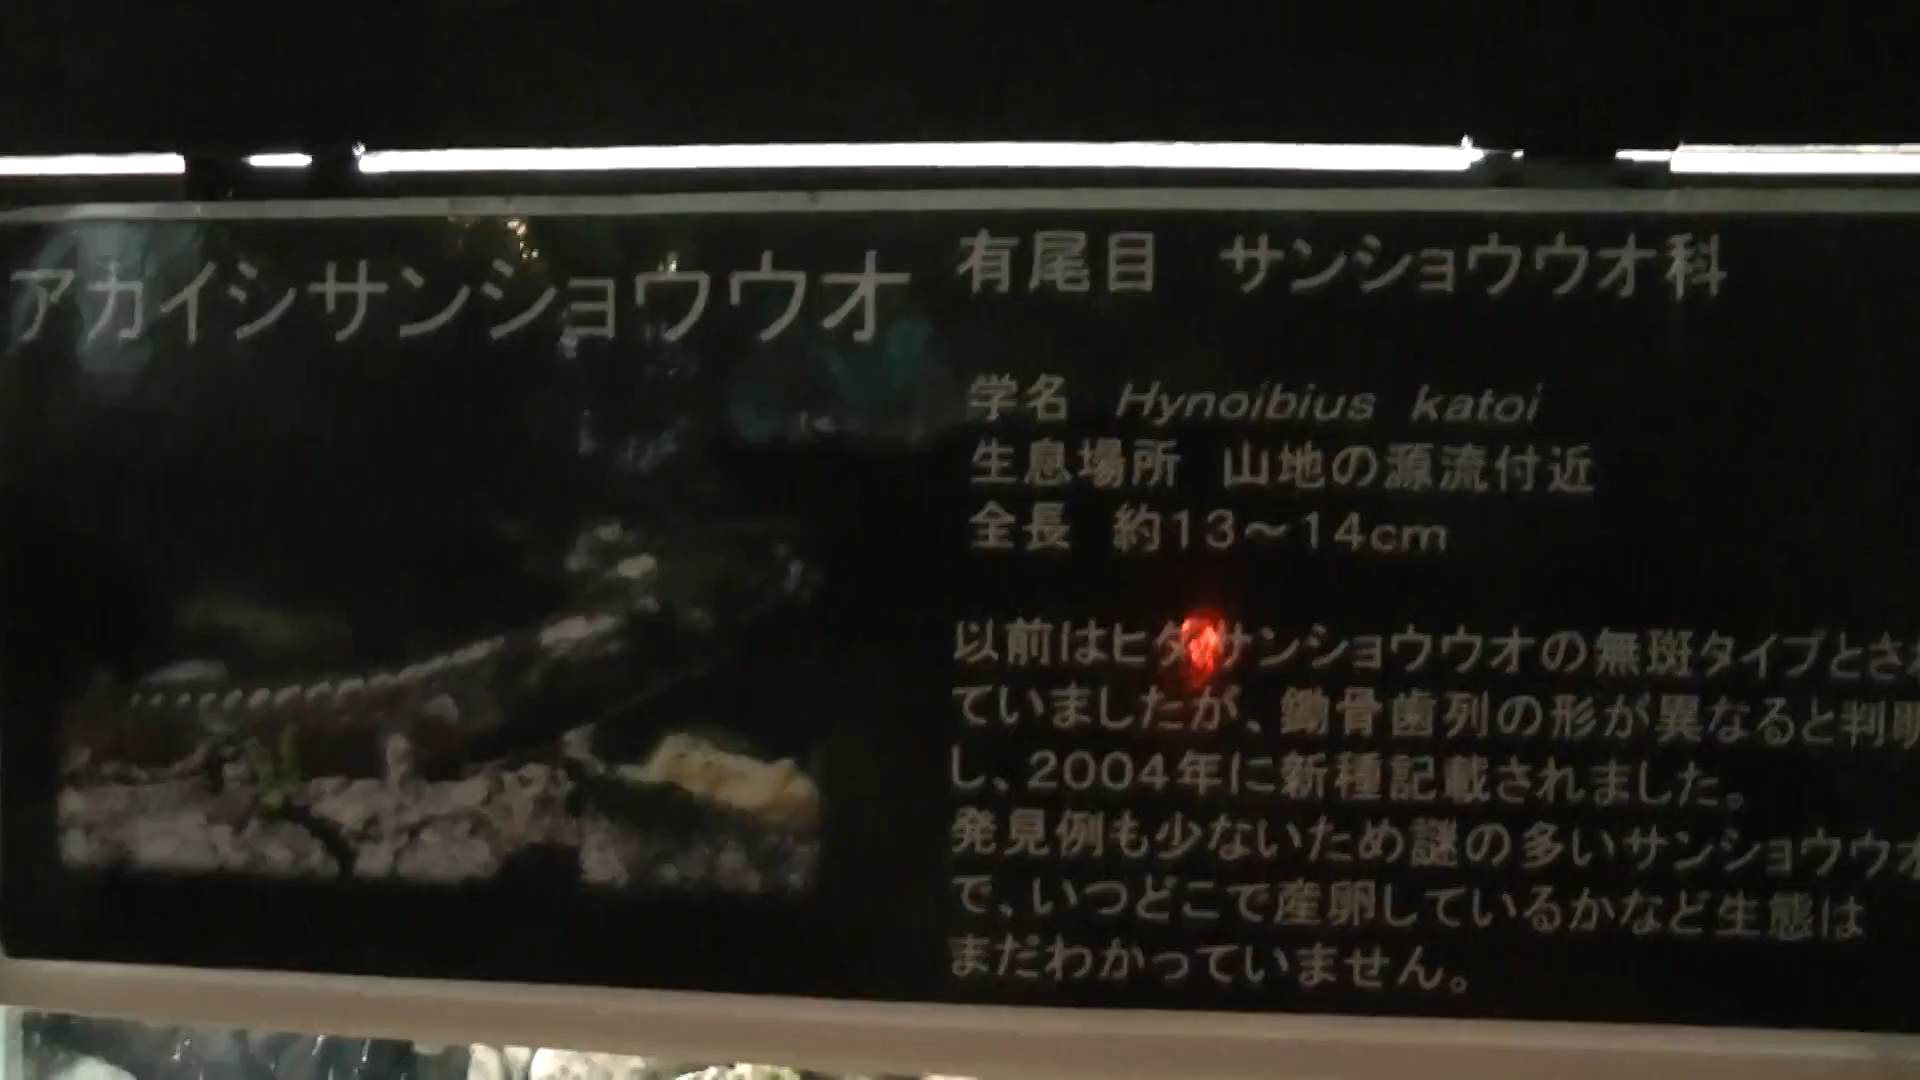 アカイシサンショウウオ
有尾目 サンショウウオ科
学名 Hynoibius katoi
生息場所 山地の源流付近
全長 約13~14cm
以前はヒダサンショウウオの無斑タイプとされ
ていましたが、鋤骨歯列の形が異なると判明
し、2004年に新種記載されました。
発見例も少ないため謎の多いサンショウウオ
で、いつどこで産卵しているかなど生態は
まだわかっていません。